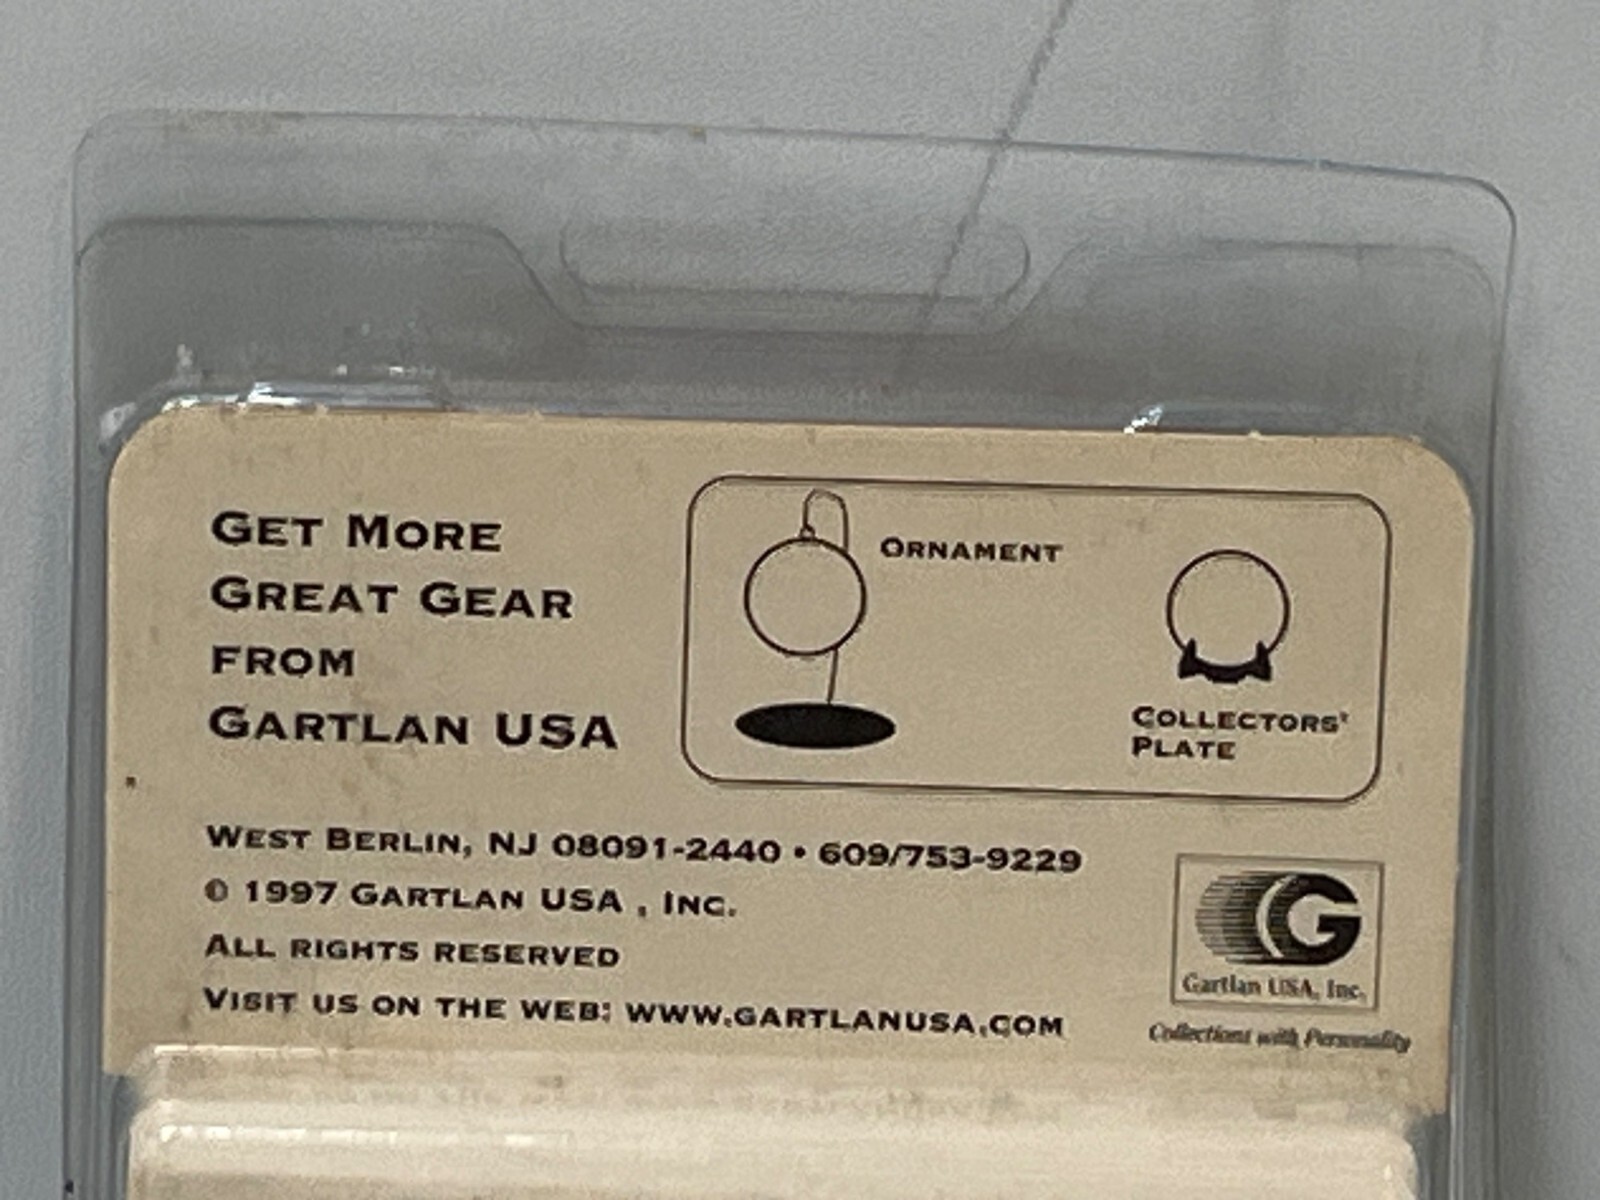 GET MORE
GREAT GEAR
FROM
GARTLAN USA
ORNAMENT
COLLECTORS'
PLATE
WEST BERLIN, NJ 08091-2440 • 609/753-9229
© 1997 GARTLAN USA , INC.
ALL RIGHTS RESERVED
VISIT US ON THE WEB: WWW.GARTLANUSA.COM
G
Gartlan USA, Inc.
Collections with Personality